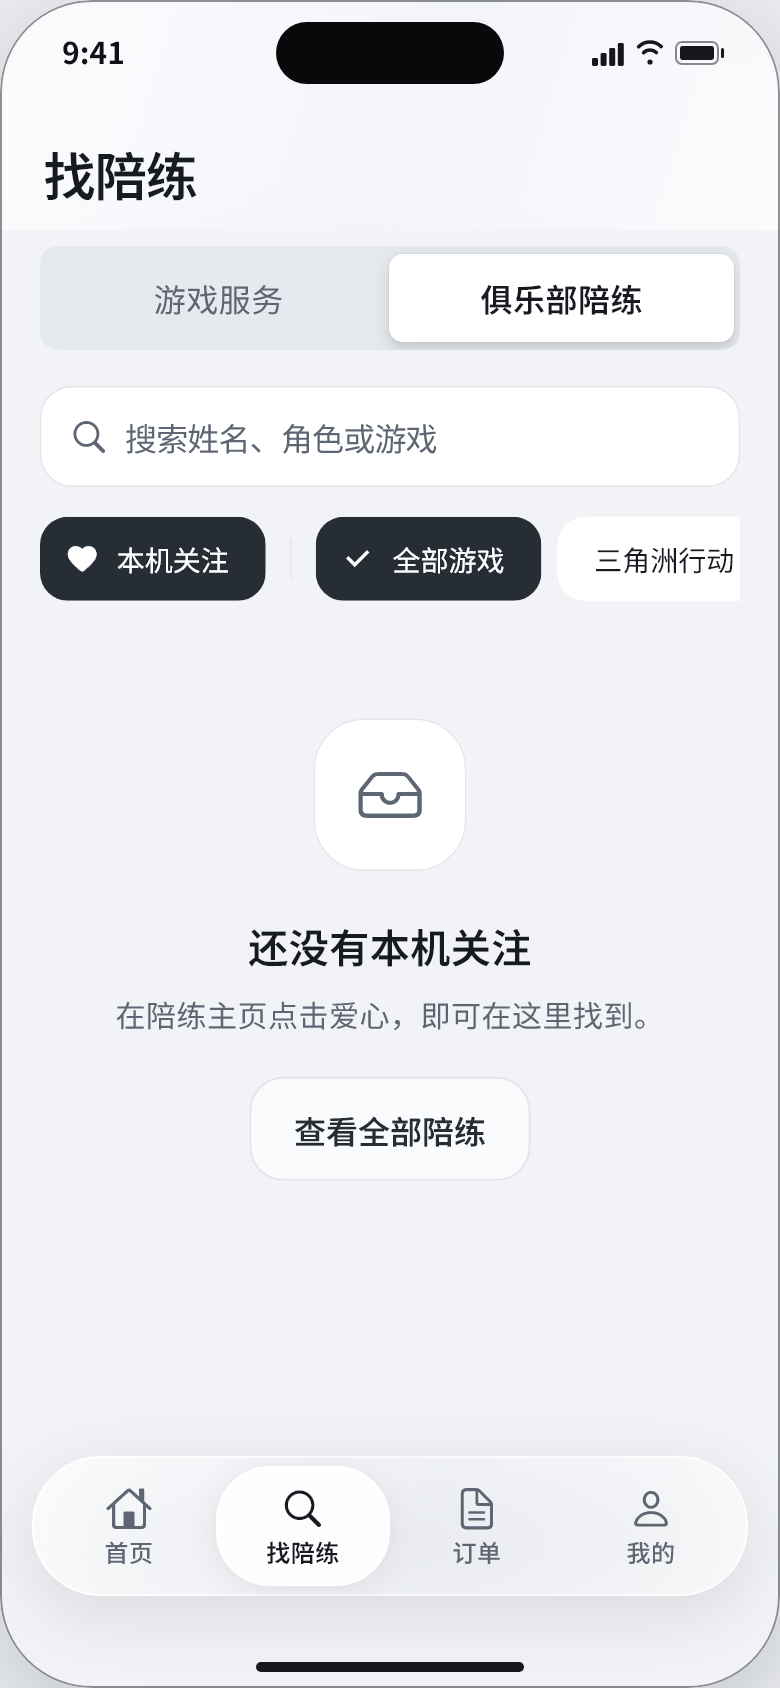 9:41
找陪练
游戏服务
俱乐部陪练
搜索姓名、角色或游戏
本机关注
全部游戏
三角洲行动
还没有本机关注
在陪练主页点击爱心，即可在这里找到。
查看全部陪练
首页
找陪练
订单
我的